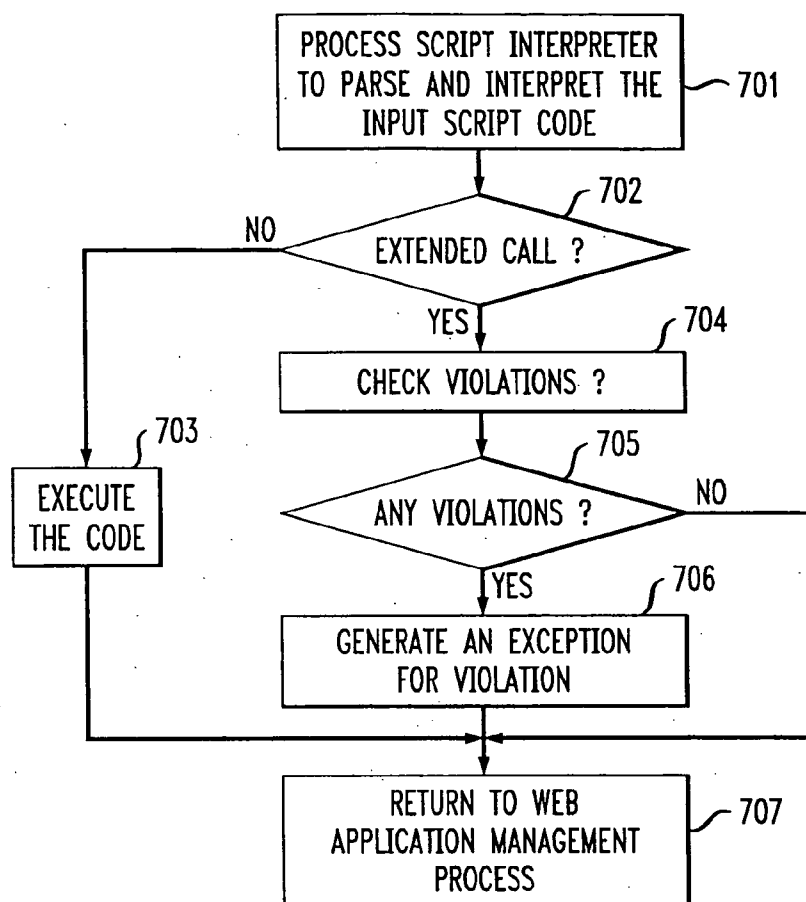 PROCESS SCRIPT INTERPRETER
TO PARSE AND INTERPRET THE
INPUT SCRIPT CODE
701
702
NO
EXTENDED CALL ?
YES
704
CHECK VIOLATIONS ?
703
705
EXECUTE
THE CODE
ANY VIOLATIONS ?
NO
YES
706
GENERATE AN EXCEPTION
FOR VIOLATION
RETURN TO WEB
APPLICATION MANAGEMENT
PROCESS
707